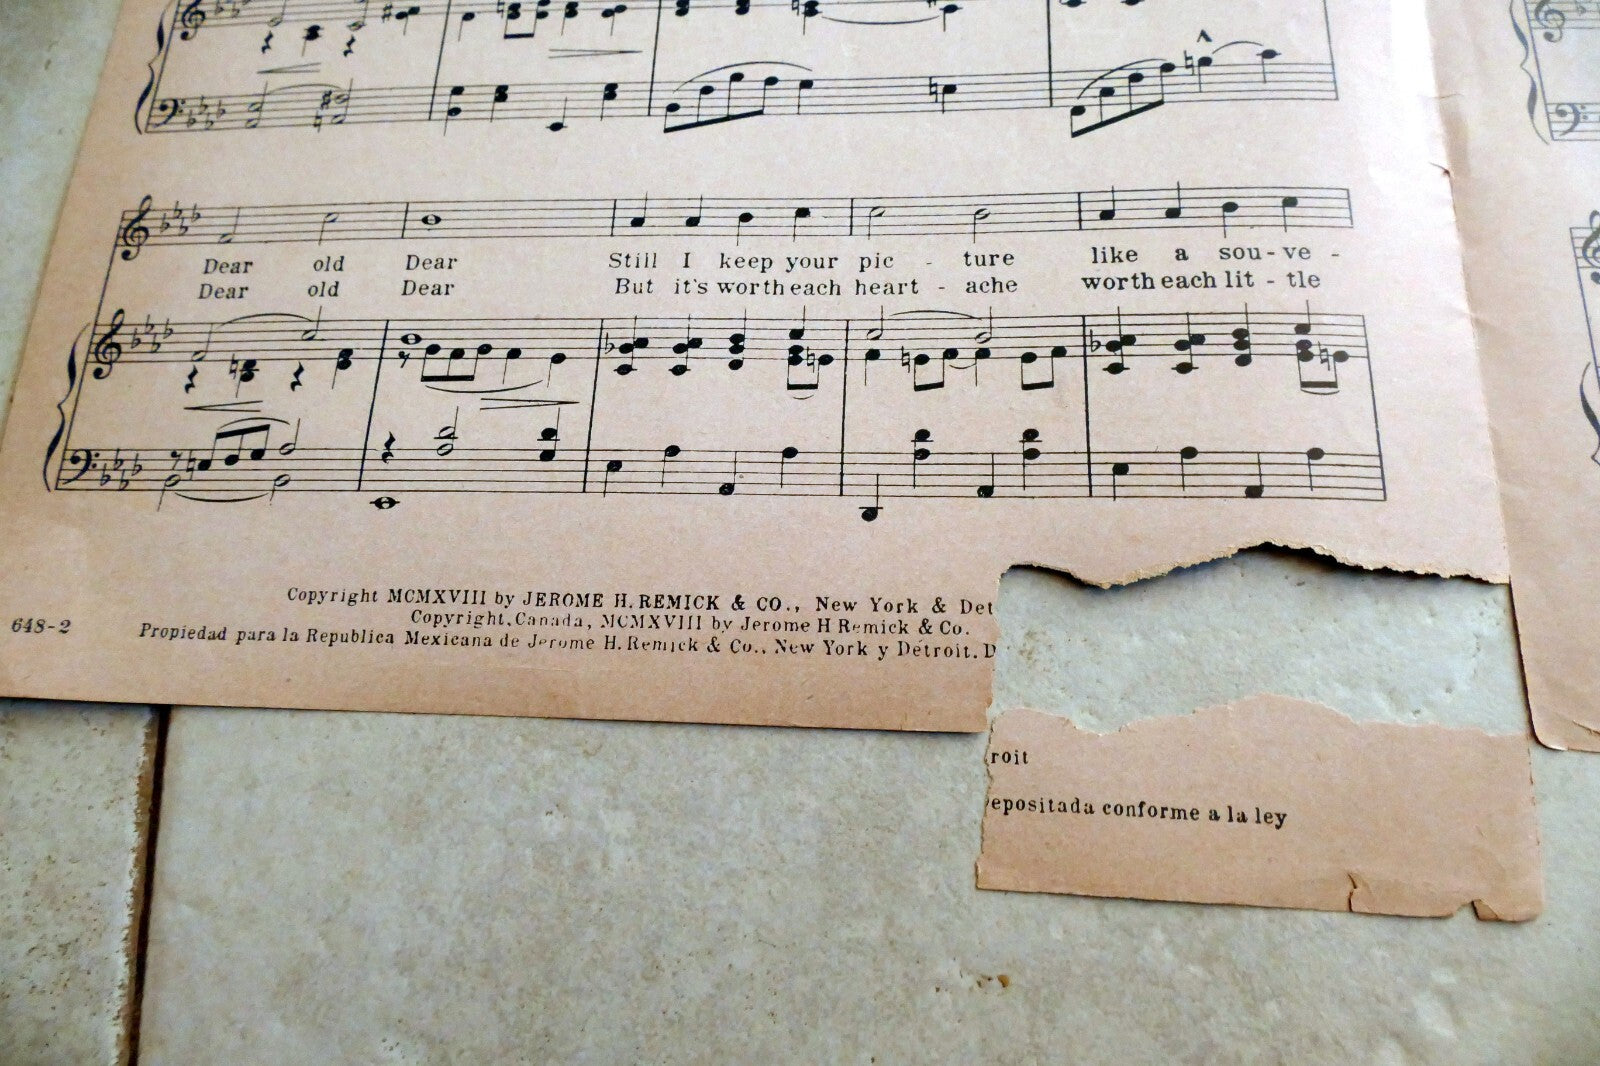 Dear old Dear Still I keep your pic - ture like a sou - ve -
Dear old Dear But it's worth each heart - ache worth each lit - tle
Copyright MCMXVIII by JEROME H. REMICK & CO., New York & Det
Copyright, Canada, MCMXVIII by Jerome H Remick & Co.
648-2
Propiedad para la Republica Mexicana de Jerome H. Remick & Co., New York y Detroit. D
roit
epositada conforme a la ley